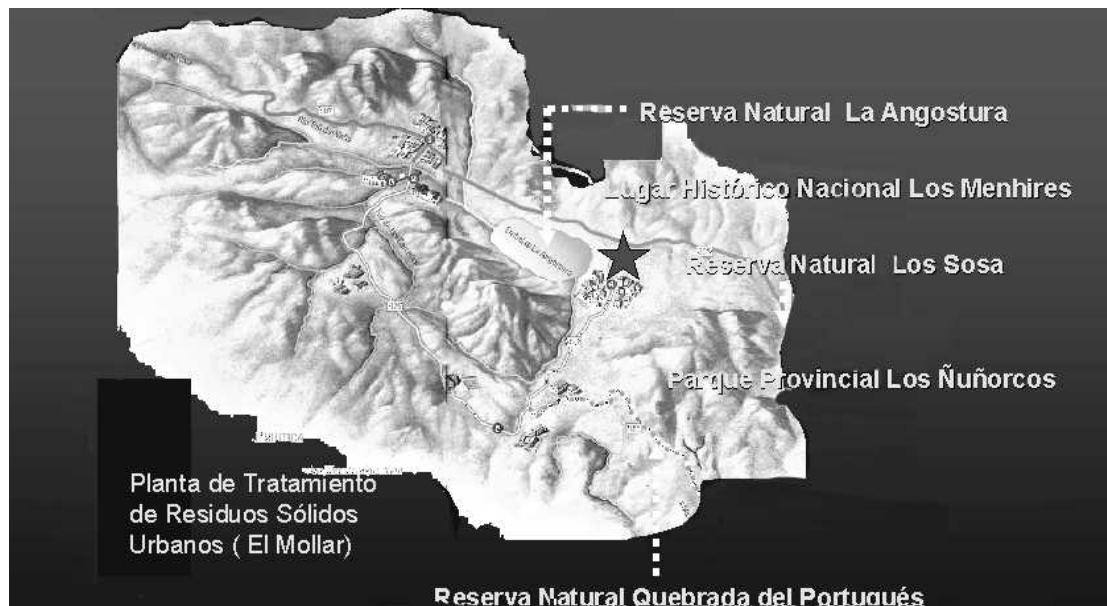 Reserva Natural La Angostura
Lugar Histórico Nacional Los Menhires
Reserva Natural Los Sosa
Parque Provincial Los Ñuñorcos
Planta de Tratamiento
de Residuos Sólidos
Urbanos ( El Mollar)
Reserva Natural Quebrada del Portugués